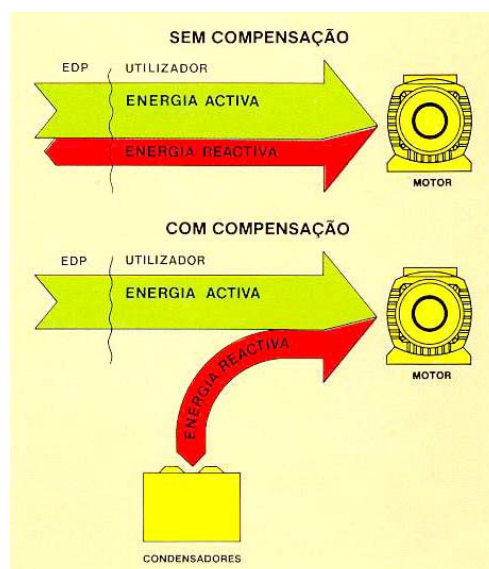 SEM COMPENSAÇÃO
EDP UTILIZADOR
ENERGIA ACTIVA
ENERGIA REACTIVA
MOTOR
COM COMPENSAÇÃO
EDP UTILIZADOR
ENERGIA ACTIVA
ENERGIA REACTIVA
MOTOR
CONDENSADORES